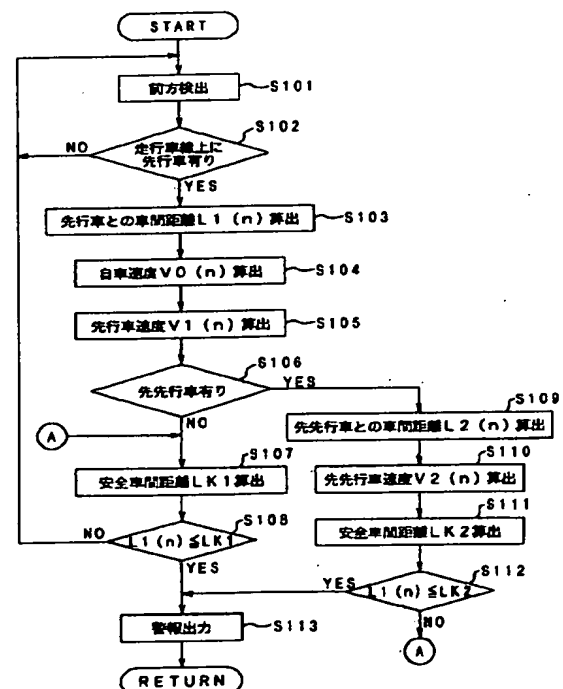 START
前方検出
S101
走行車線上に
先行車有り
S102
NO
YES
先行車との車間距離L1(n)算出
S103
自車速度V0(n)算出
S104
先行車速度V1(n)算出
S105
先先行車有り
S106
YES
NO
A
安全車間距離LK1算出
S107
L1(n)≦LK1
S108
NO
YES
先先行車との車間距離L2(n)算出
S109
先先行車速度V2(n)算出
S110
安全車間距離LK2算出
S111
L1(n)≦LK2
S112
YES
NO
A
警報出力
S113
RETURN